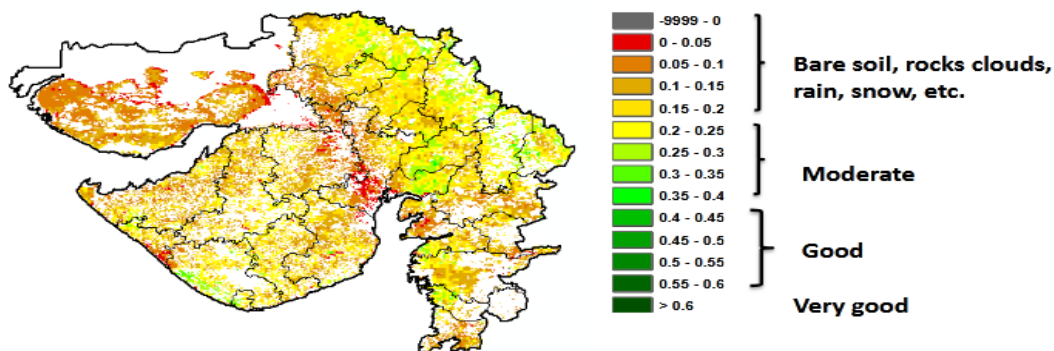 -9999 - 0
0 - 0.05
0.05 - 0.1
0.1 - 0.15
0.15 - 0.2
0.2 - 0.25
0.25 - 0.3
0.3 - 0.35
0.35 - 0.4
0.4 - 0.45
0.45 - 0.5
0.5 - 0.55
0.55 - 0.6
> 0.6
Bare soil, rocks clouds,
rain, snow, etc.
Moderate
Good
Very good